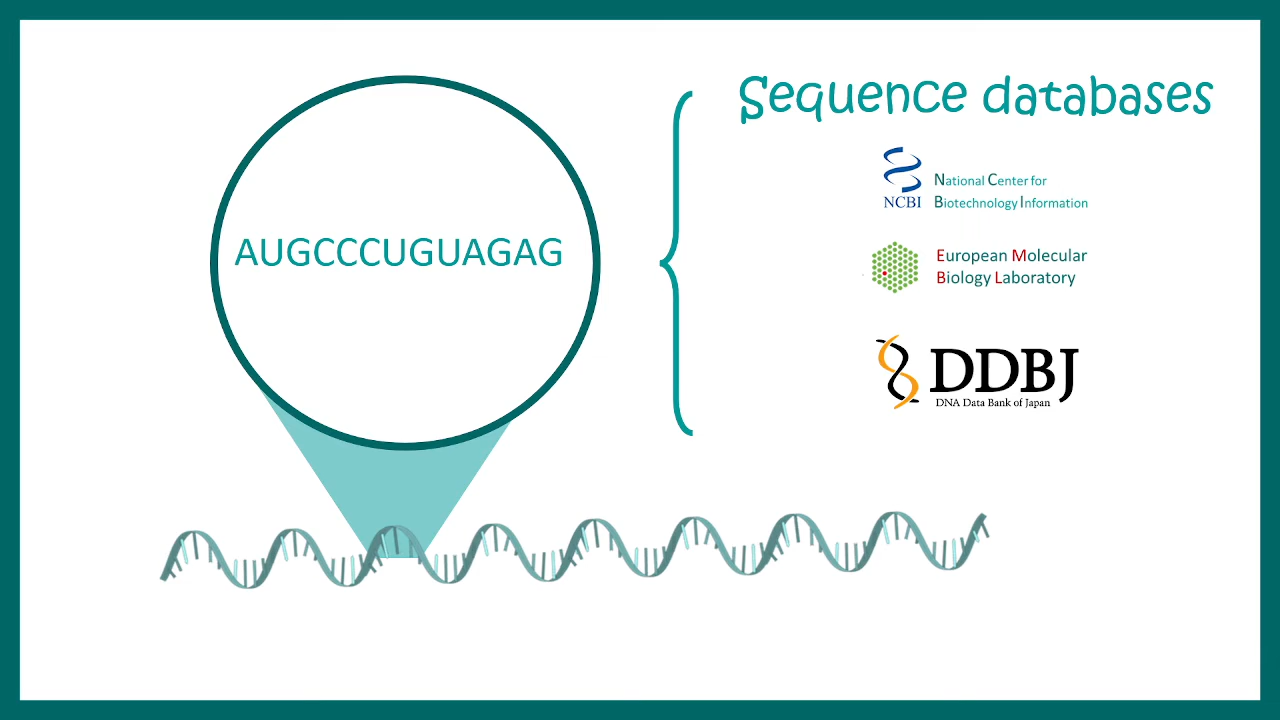 Sequence databases
AUGCCCUGUAGAG
NCBI
National Center for
Biotechnology Information
European Molecular
Biology Laboratory
DDBJ
DNA Data Bank of Japan